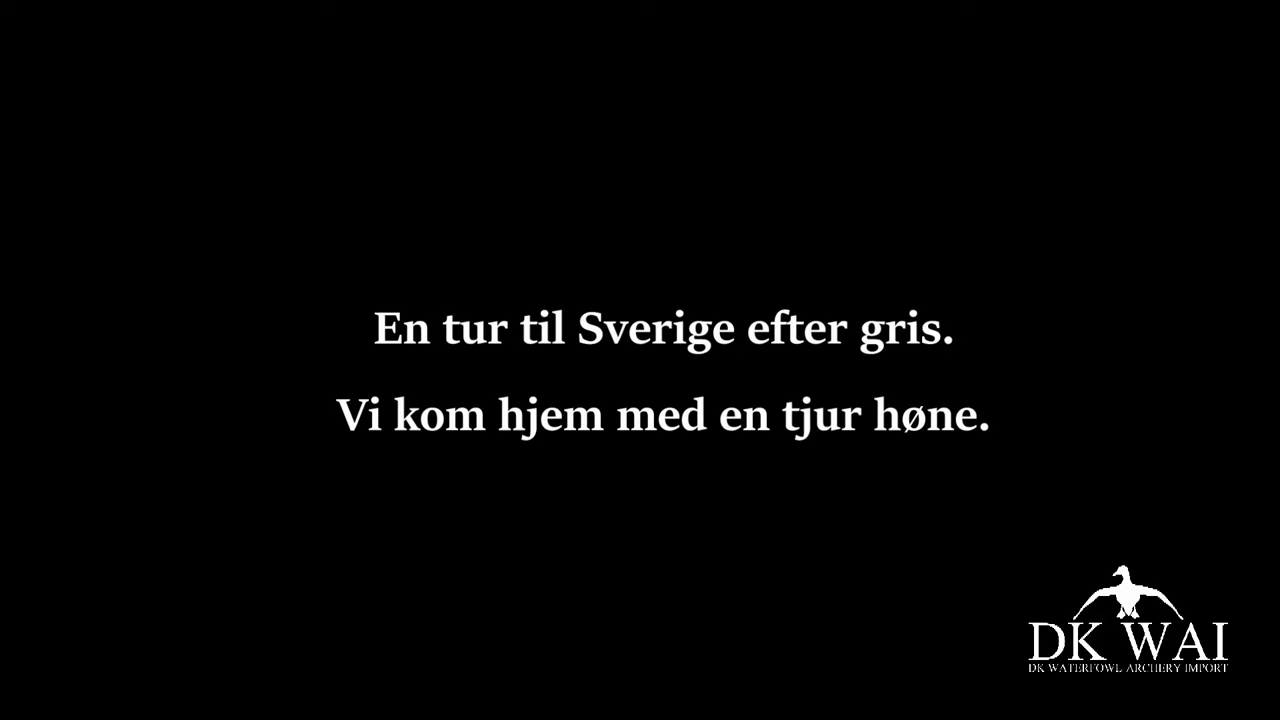 En tur til Sverige efter gris.
Vi kom hjem med en tjur høne.
DK WAI
DK WATERFOWL ARCHERY IMPORT